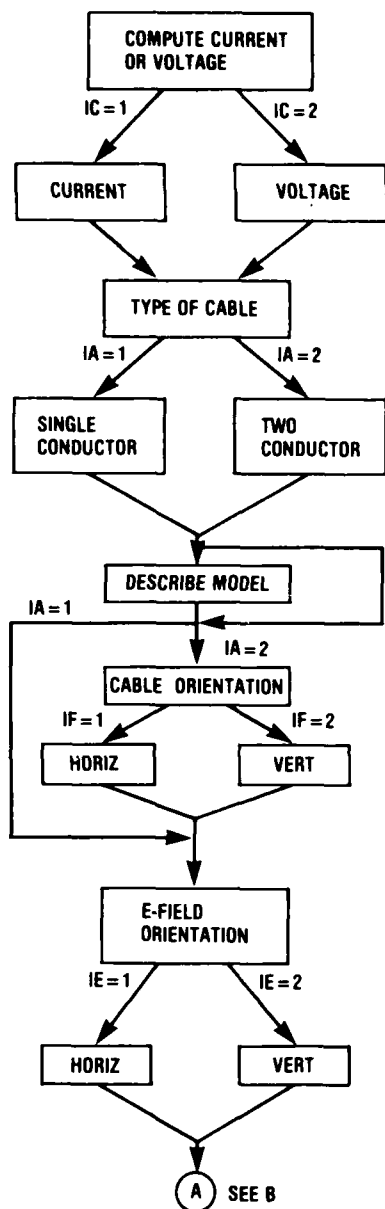 COMPUTE CURRENT
OR VOLTAGE
IC = 1
IC = 2
CURRENT
VOLTAGE
TYPE OF CABLE
IA = 1
IA = 2
SINGLE
CONDUCTOR
TWO
CONDUCTOR
DESCRIBE MODEL
IA = 1
IA = 2
CABLE ORIENTATION
IF = 1
IF = 2
HORIZ
VERT
E-FIELD
ORIENTATION
IE = 1
IE = 2
HORIZ
VERT
A SEE B